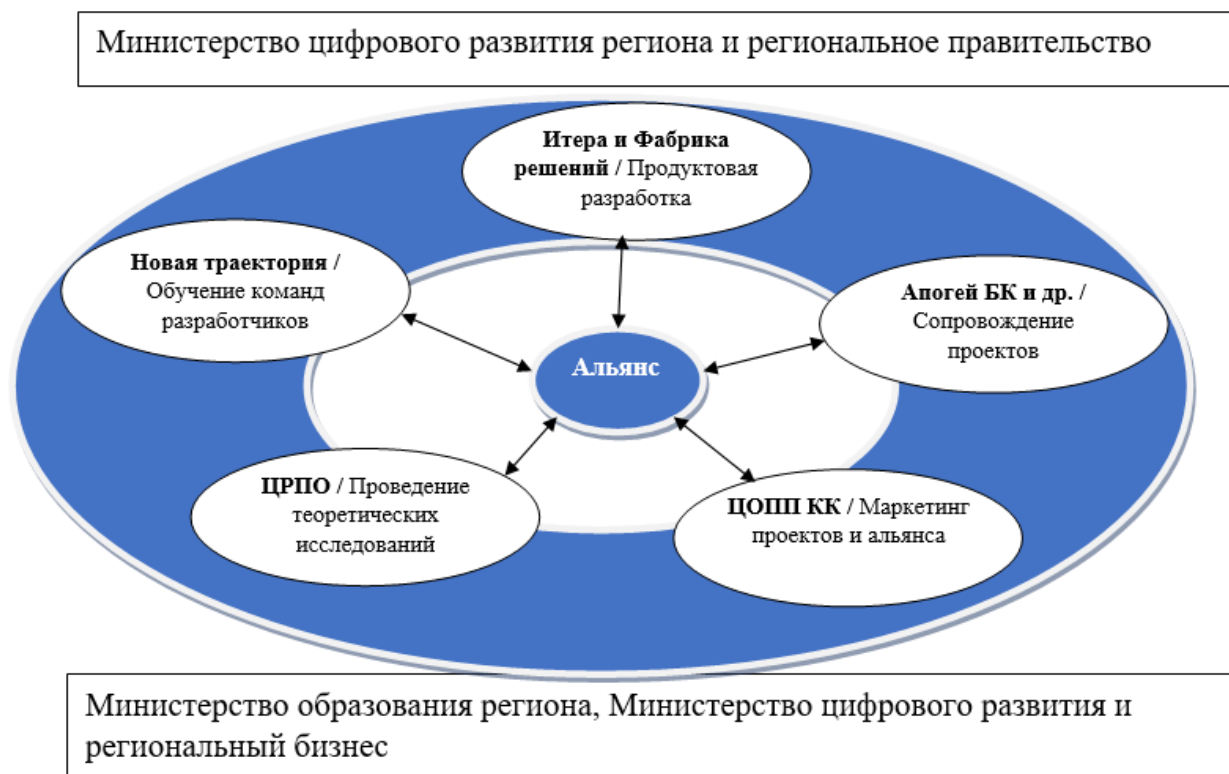 Министерство цифрового развития региона и региональное правительство
Итера и Фабрика
решений / Продуктовая
разработка
Новая траектория /
Обучение команд
разработчиков
Апогей БК и др. /
Сопровождение
проектов
Альянс
ЦРПО / Проведение
теоретических
исследований
ЦОПП КК / Маркетинг
проектов и альянса
Министерство образования региона, Министерство цифрового развития и
региональный бизнес